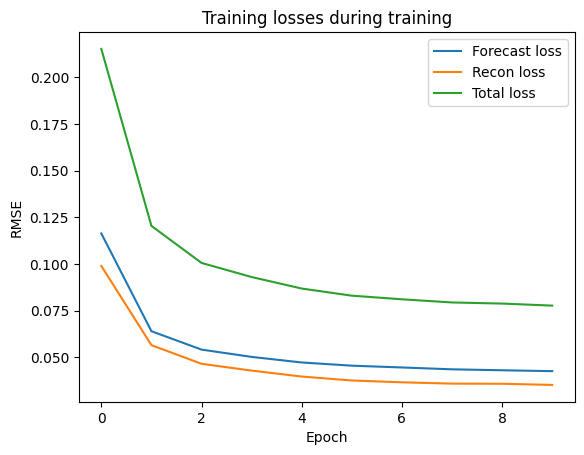 Training losses during training
Forecast loss
Recon loss
Total loss
0.200
0.175
0.150
0.125
0.100
0.075
0.050
RMSE
0 2 4 6 8
Epoch